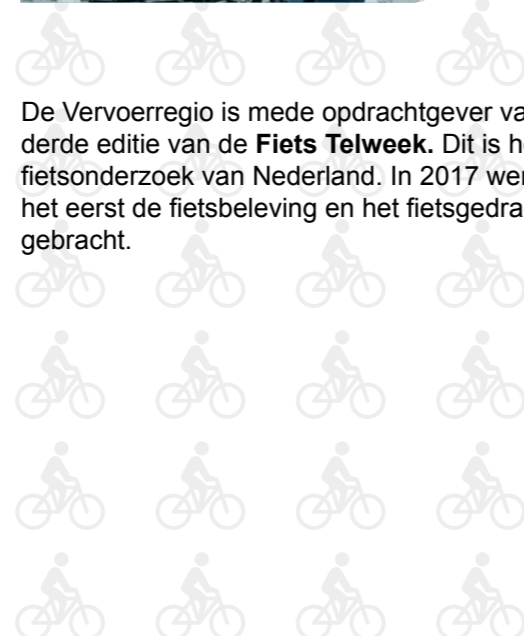 De Vervoerregio is mede opdrachtgever va
derde editie van de Fiets Telweek. Dit is h
fietsonderzoek van Nederland. In 2017 wer
het eerst de fietsbeleving en het fietsgedra
gebracht.